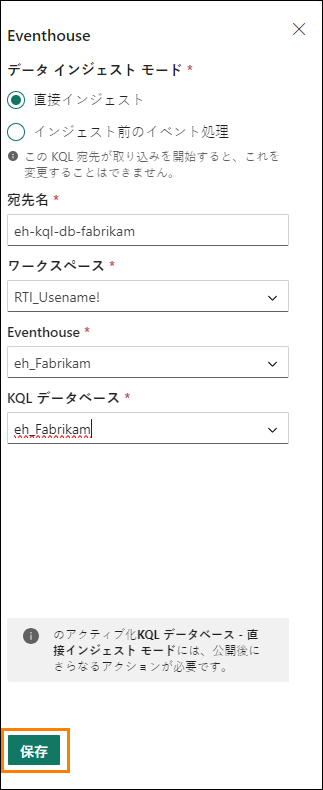 Eventhouse
データ インジェスト モード *
直接インジェスト
インジェスト前のイベント処理
この KQL 宛先が取り込みを開始すると、これを
変更することはできません。
宛先名 *
eh-kql-db-fabrikam
ワークスペース *
RTI_Usename!
Eventhouse *
eh_Fabrikam
KQL データベース *
eh_Fabrikam
のアクティブ化KQL データベース - 直
接インジェスト モードには、公開後に
さらなるアクションが必要です。
保存